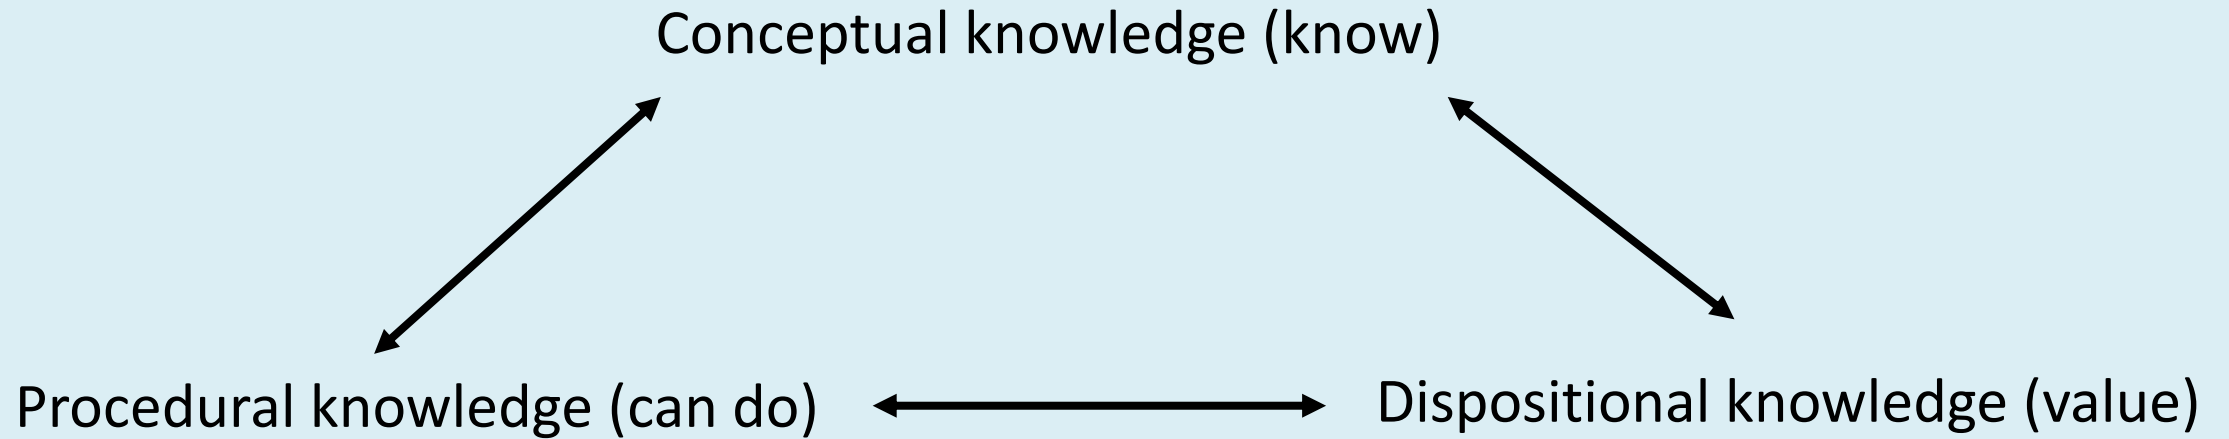 Conceptual knowledge (know)
Procedural knowledge (can do)
Dispositional knowledge (value)